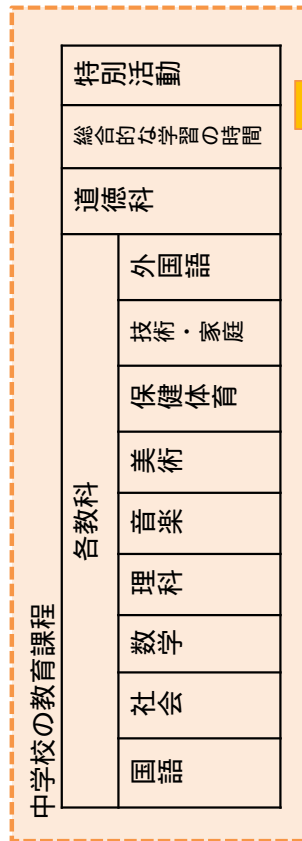 中学校の教育課程
各教科
国語
社会
数学
理科
音楽
美術
保健体育
技術・家庭
外国語
道徳科
総合的な学習の時間
特別活動